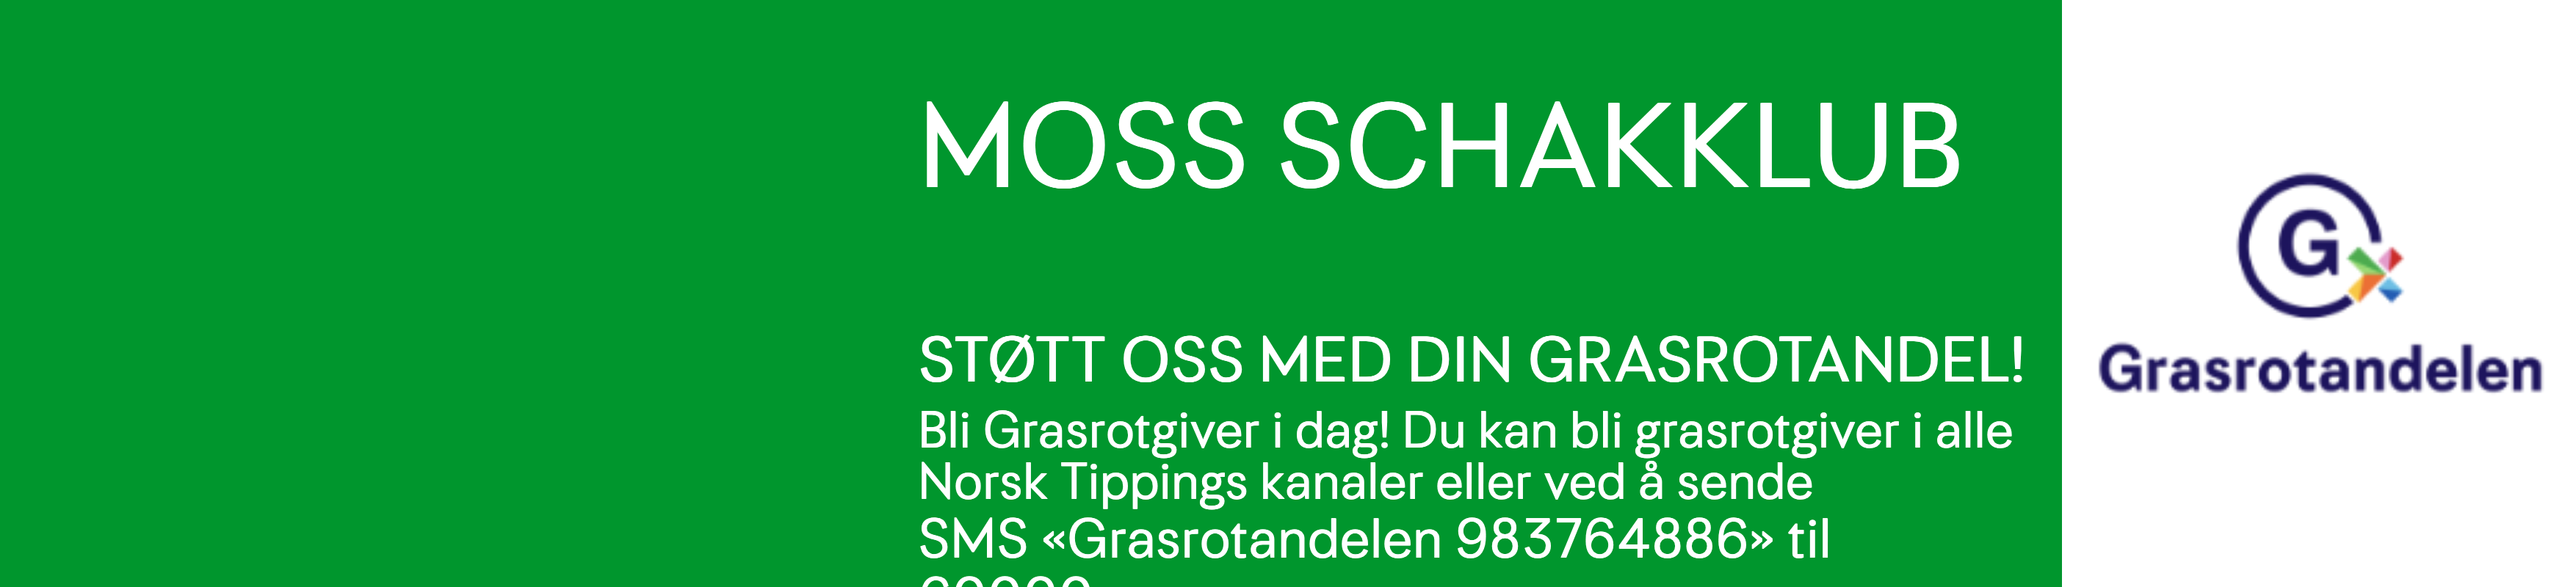 MOSS SCHAKKLUB
STØTT OSS MED DIN GRASROTANDEL!
Bli Grasrotgiver i dag! Du kan bli grasrotgiver i alle
Norsk Tippings kanaler eller ved å sende
SMS «Grasrotandelen 983764886» til
G
Grasrotandelen